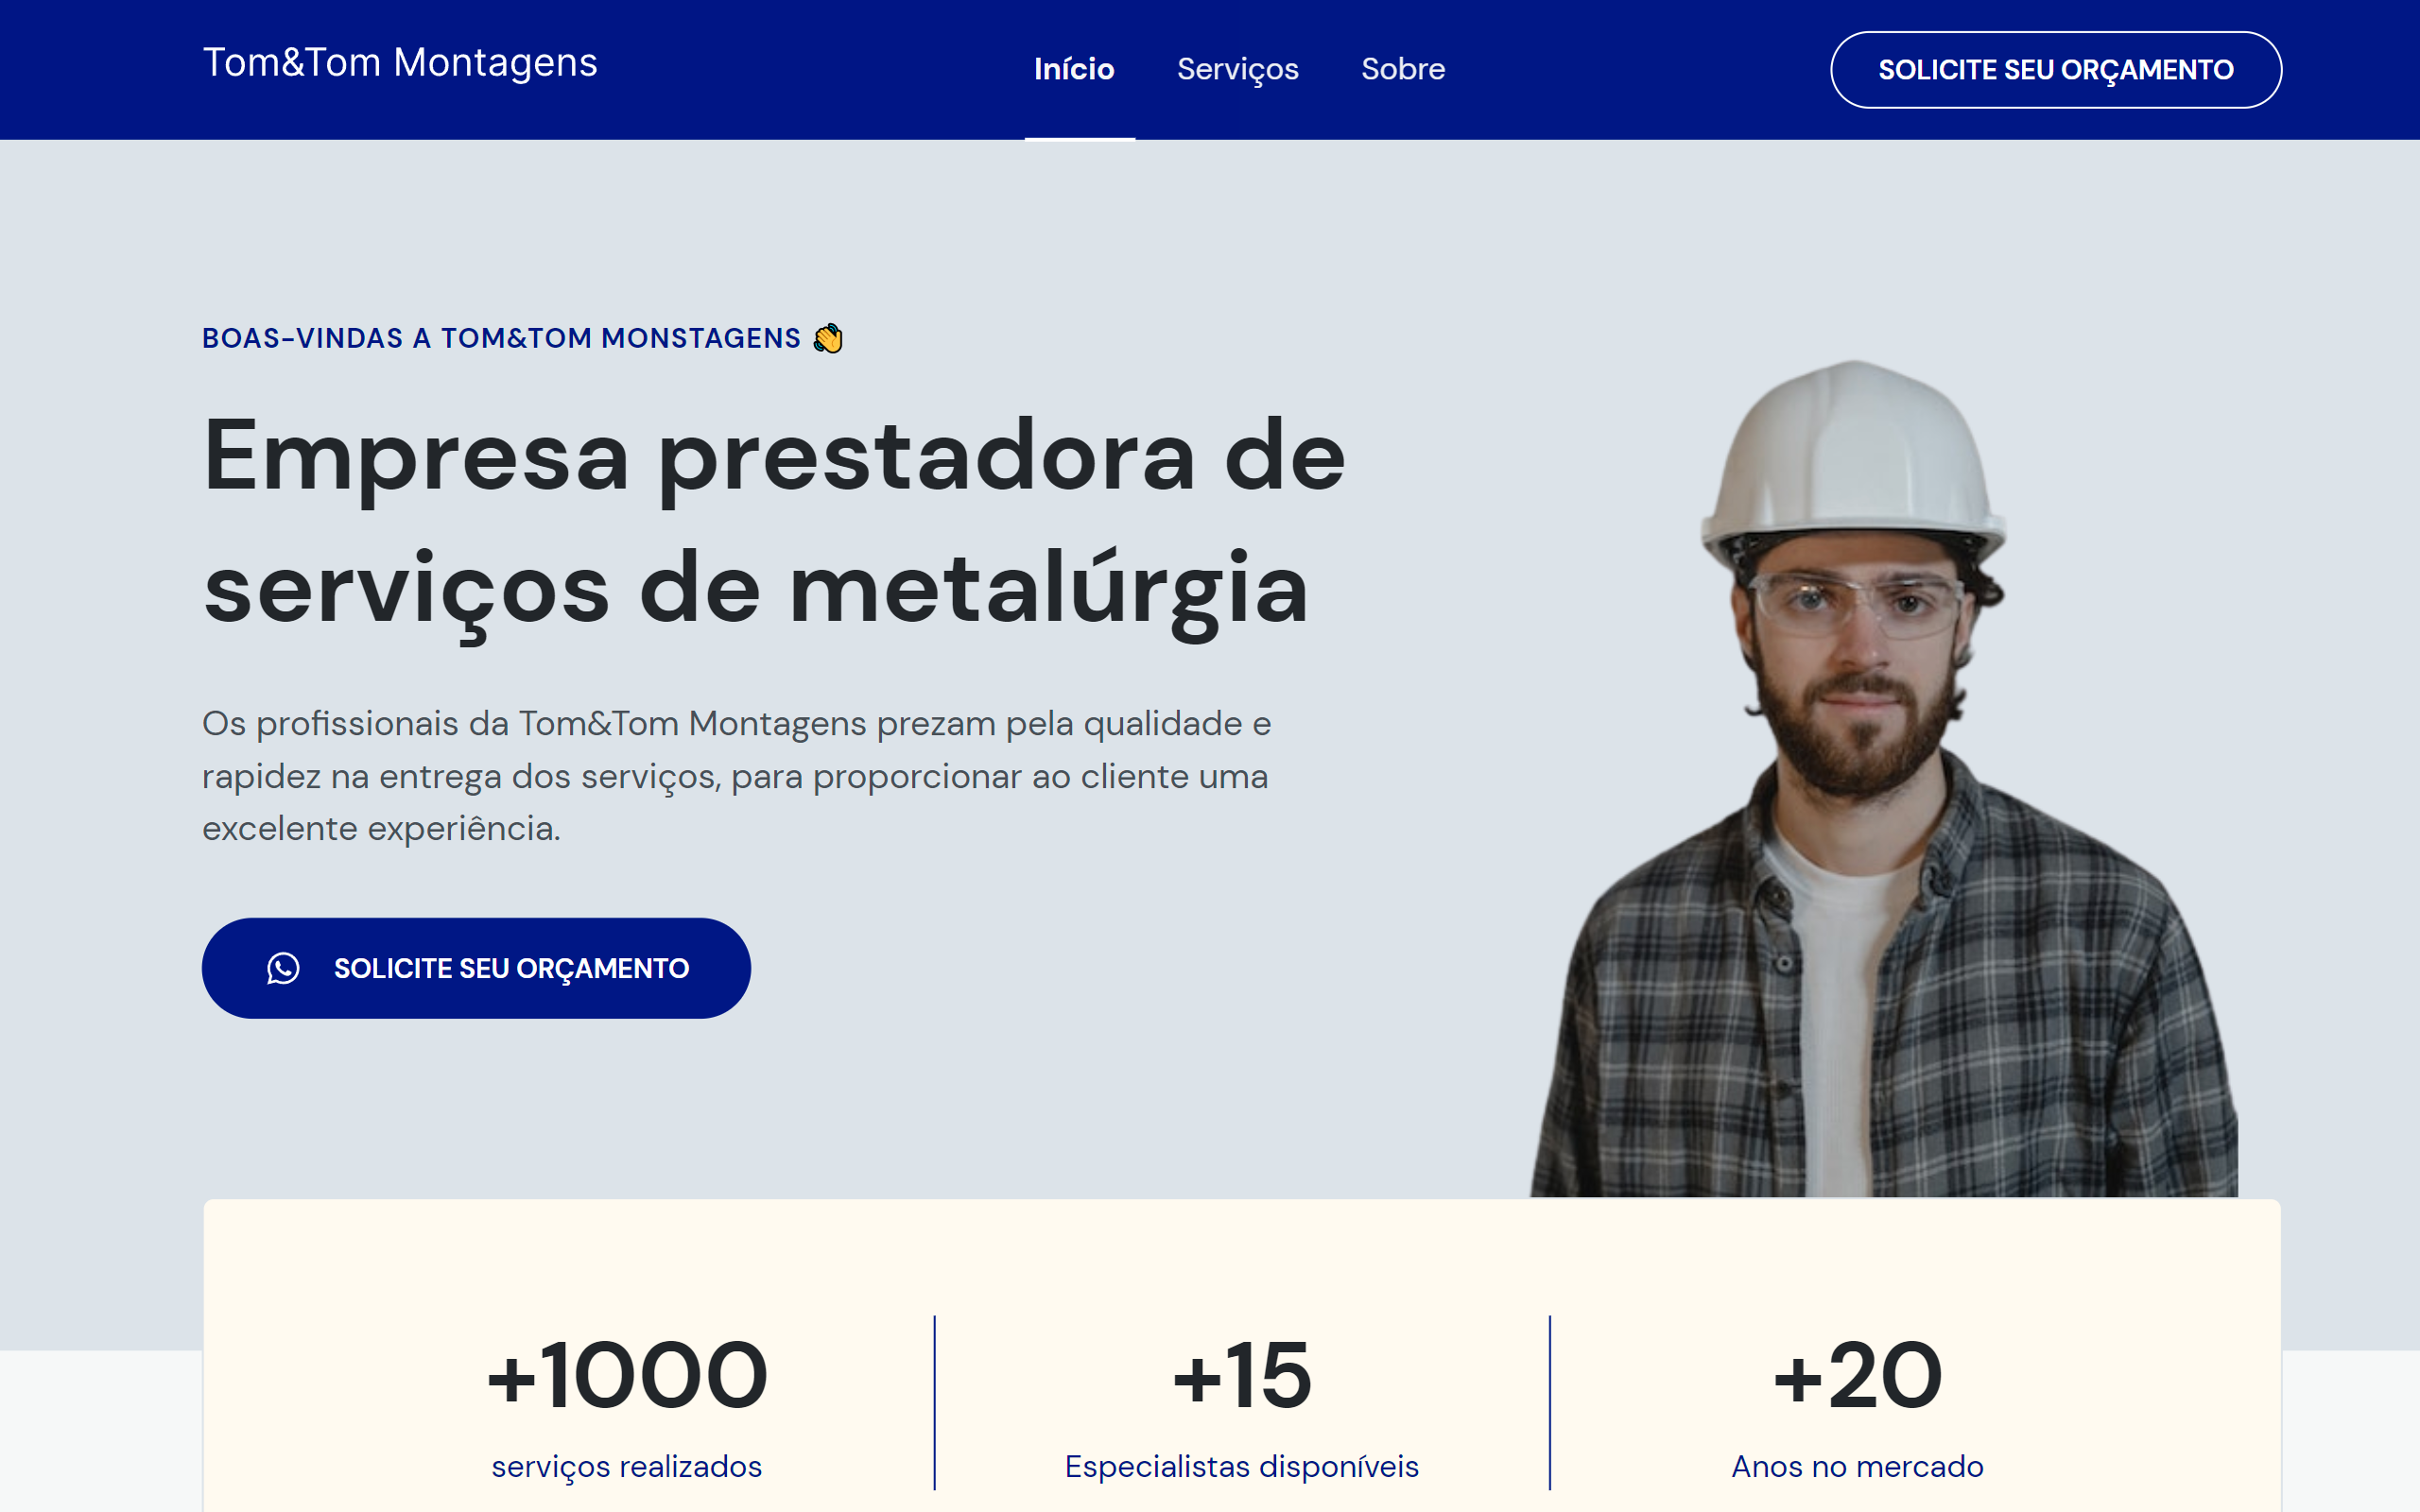 Tom&Tom Montagens
Início
Serviços
Sobre
SOLICITE SEU ORÇAMENTO
BOAS-VINDAS A TOM&TOM MONSTAGENS 👋
Empresa prestadora de
serviços de metalúrgia
Os profissionais da Tom&Tom Montagens prezam pela qualidade e
rapidez na entrega dos serviços, para proporcionar ao cliente uma
excelente experiência.
SOLICITE SEU ORÇAMENTO
+1000
serviços realizados
+15
Especialistas disponíveis
+20
Anos no mercado